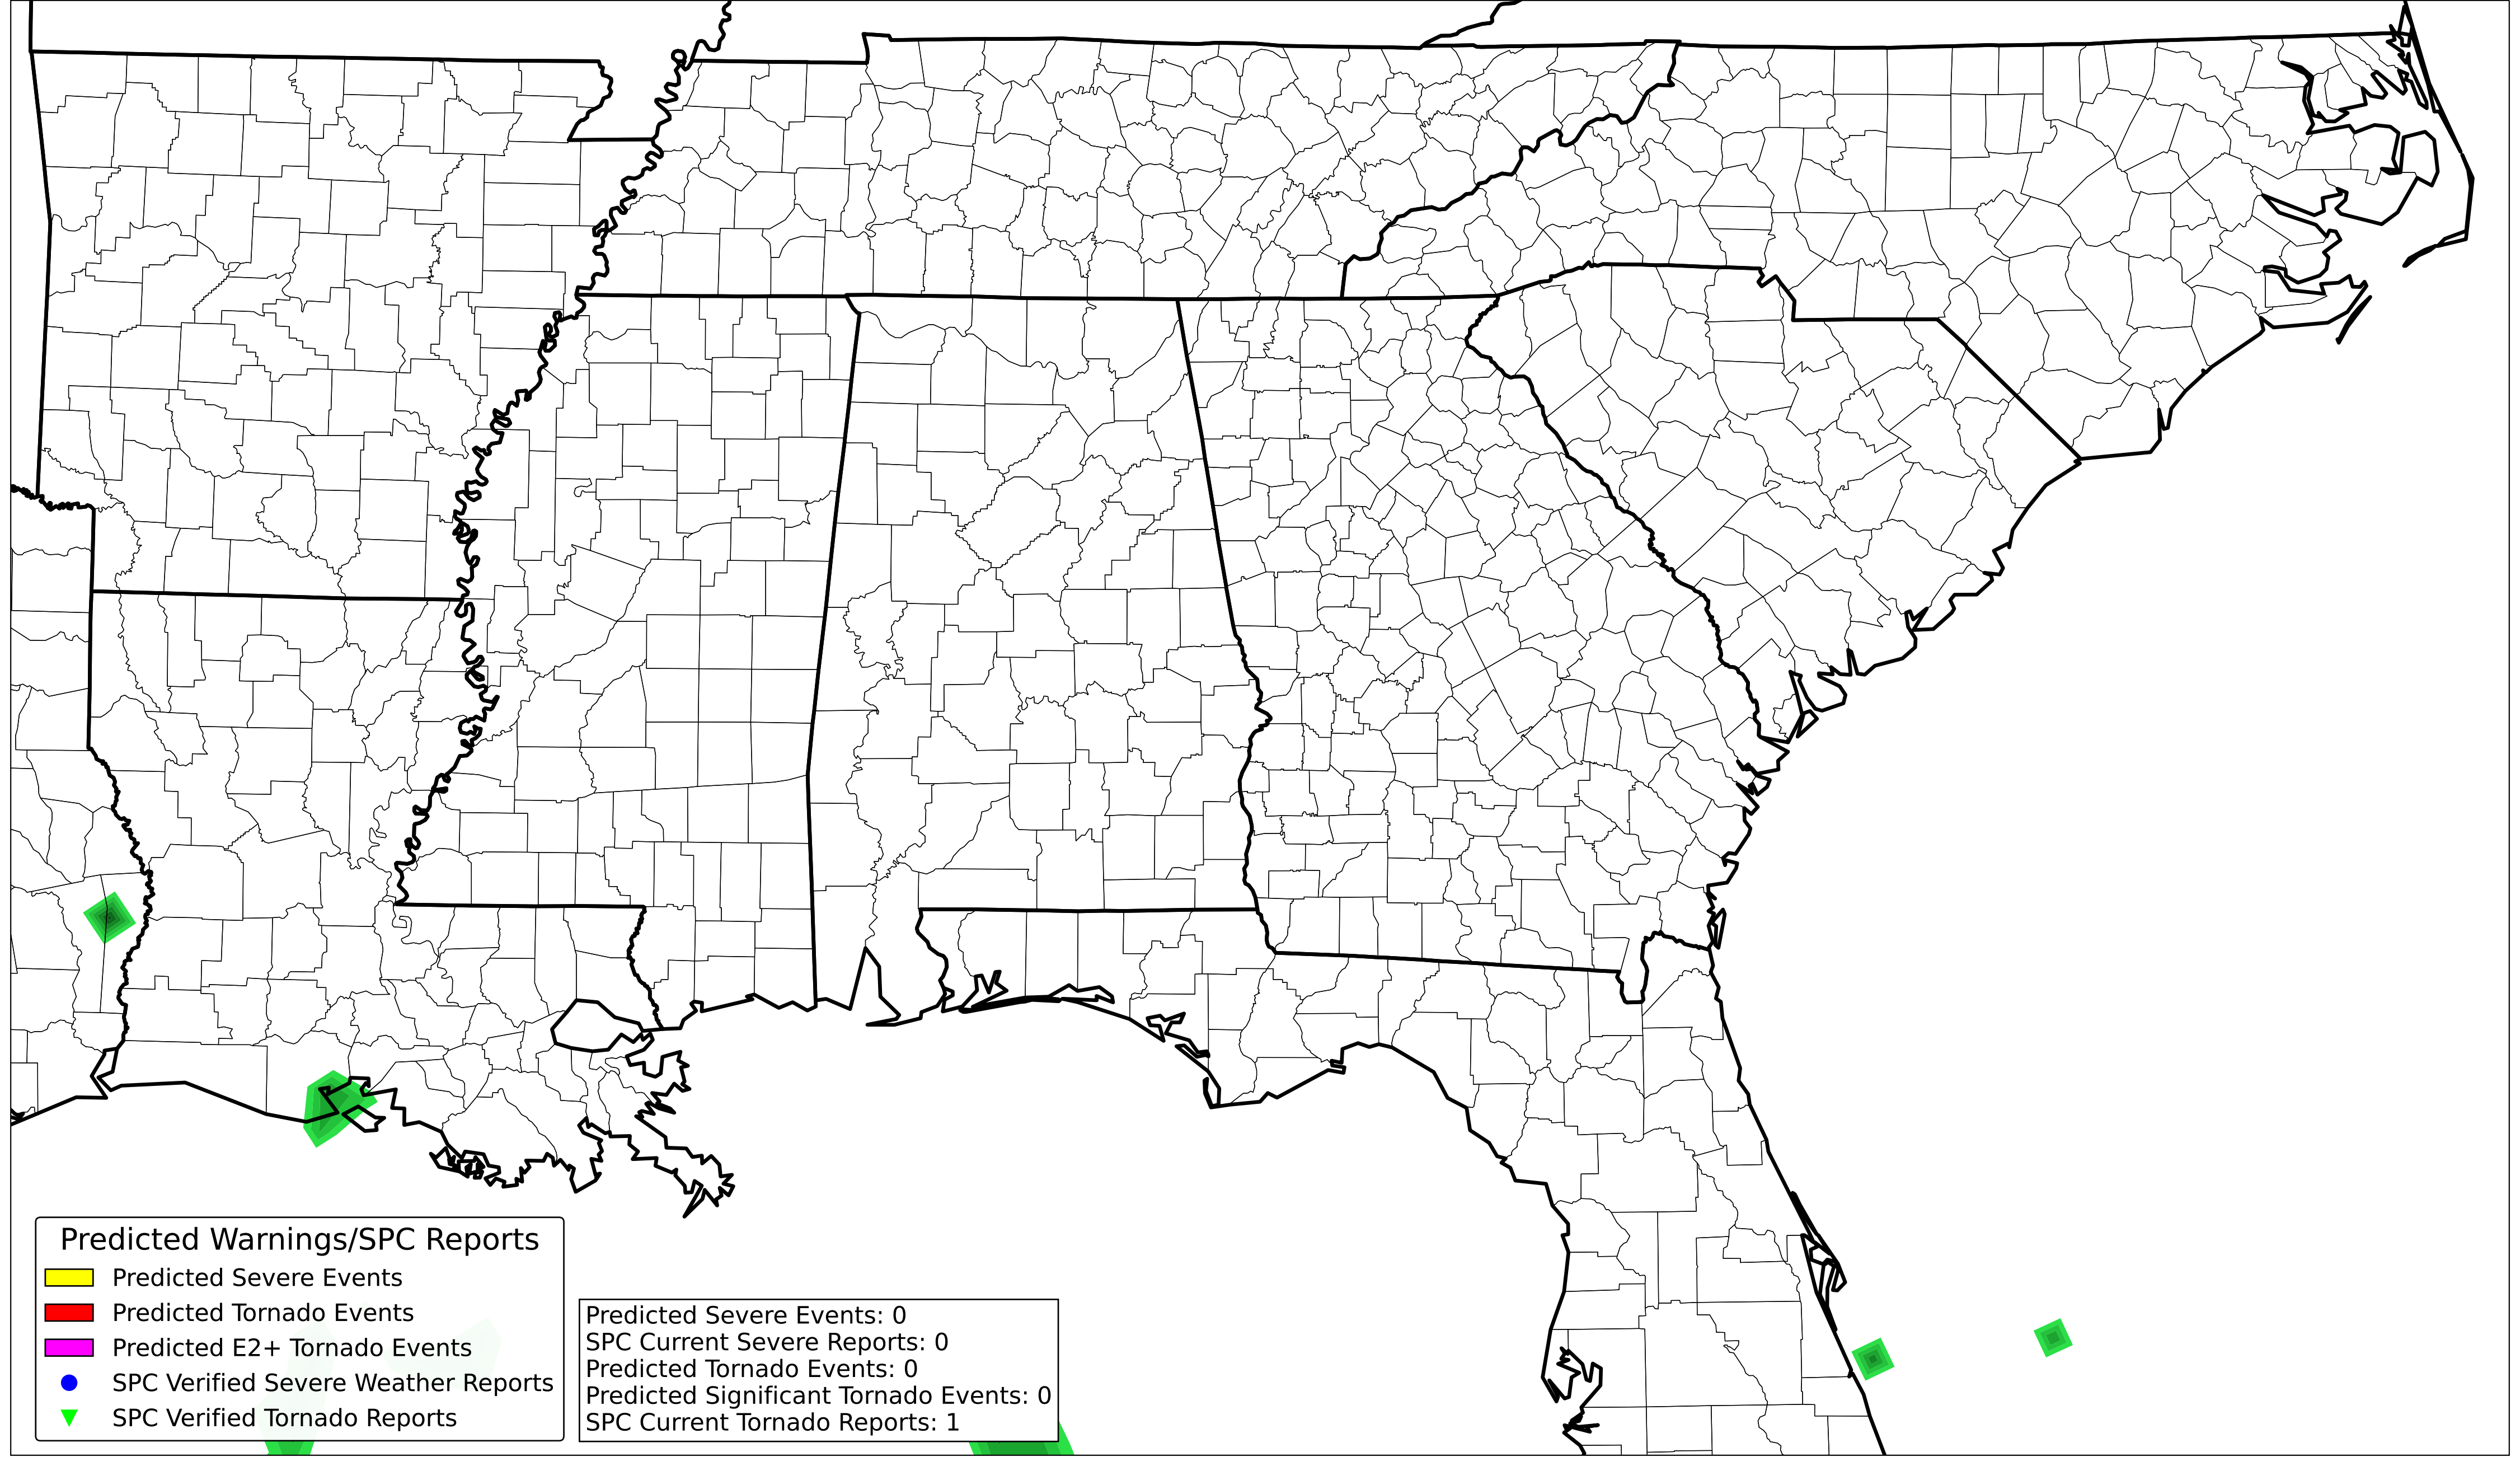 Predicted Warnings/SPC Reports
Predicted Severe Events
Predicted Tornado Events
Predicted E2+ Tornado Events
SPC Verified Severe Weather Reports
SPC Verified Tornado Reports
Predicted Severe Events: 0
SPC Current Severe Reports: 0
Predicted Tornado Events: 0
Predicted Significant Tornado Events: 0
SPC Current Tornado Reports: 1